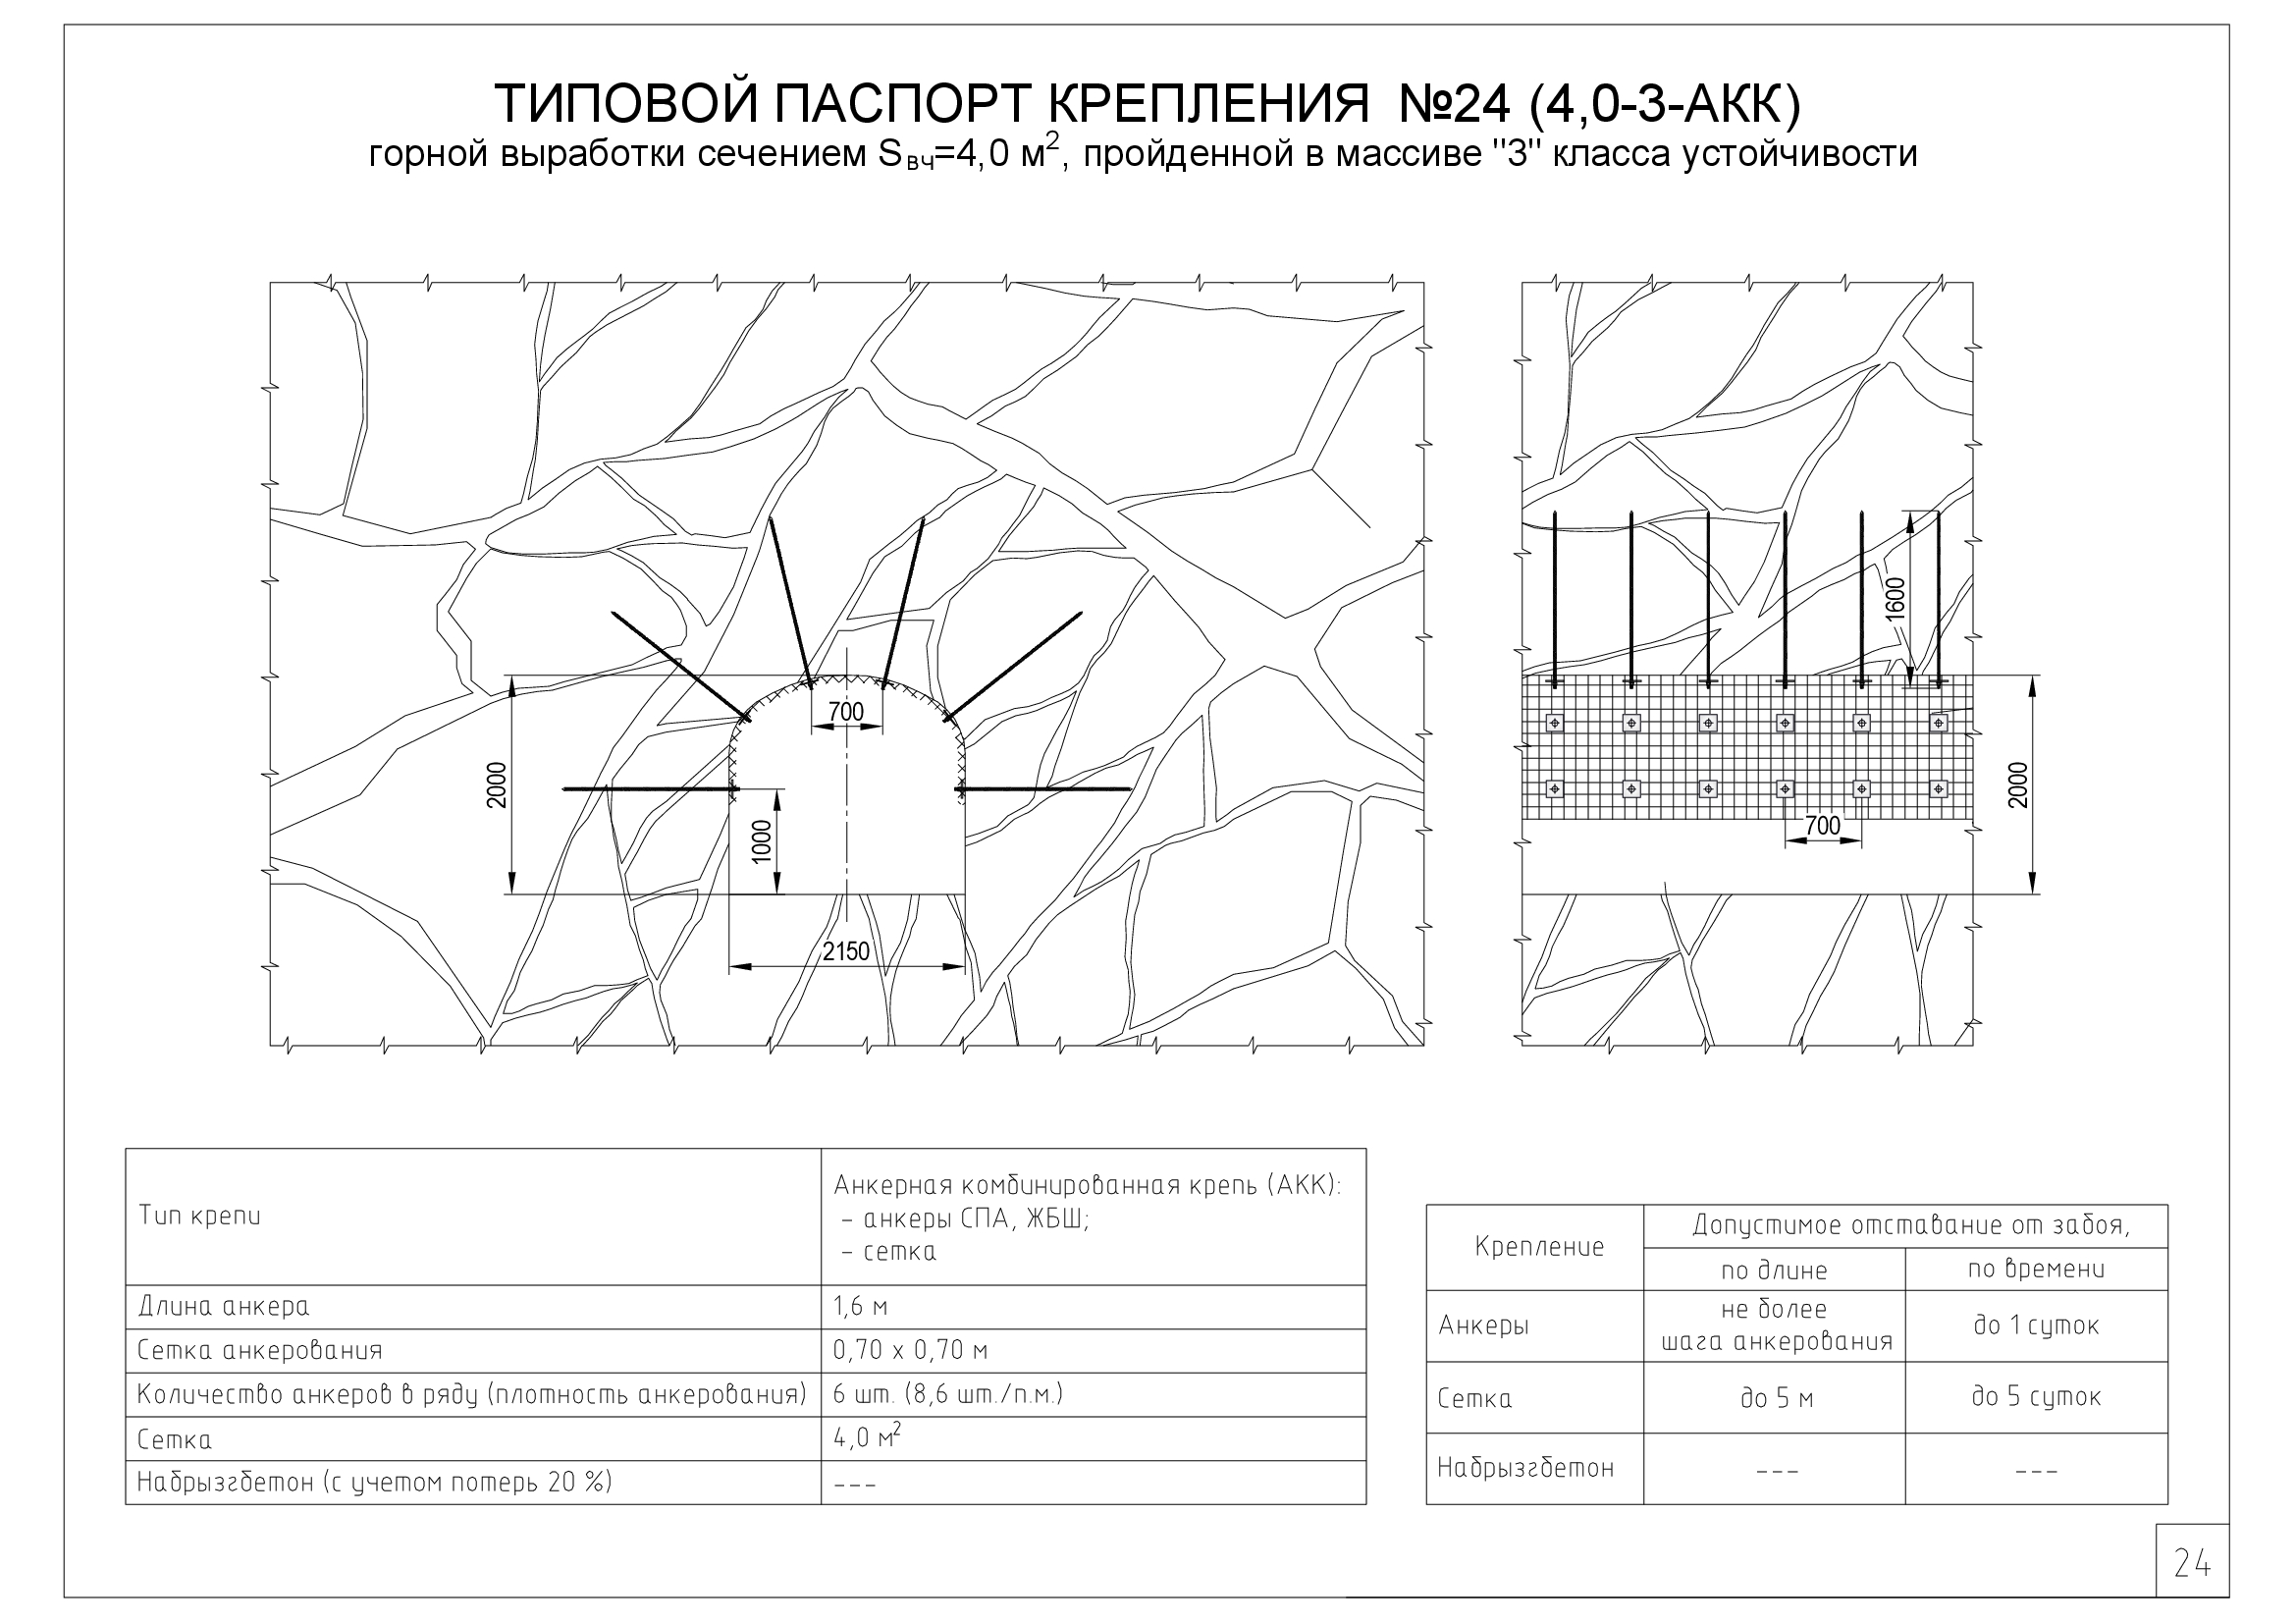 ТИПОВОЙ ПАСПОРТ КРЕПЛЕНИЯ №24 (4,0-3-АКК)
горной выработки сечением Sвч=4,0 м², пройденной в массиве "3" класса устойчивости
700
2000
1000
2150
1600
700
2000
Тип крепи
Анкерная комбинированная крепь (АКК):
– анкеры СПА, ЖБШ;
– сетка
Длина анкера
1,6 м
Сетка анкерования
0,70 х 0,70 м
Количество анкеров в ряду (плотность анкерования)
6 шт. (8,6 шт./п.м.)
Сетка
4,0 м²
Набрызгбетон (с учетом потерь 20 %)
---
Крепление
Допустимое отставание от забоя,
по длине
по времени
Анкеры
не более
шага анкерования
до 1 суток
Сетка
до 5 м
до 5 суток
Набрызгбетон
---
---
24